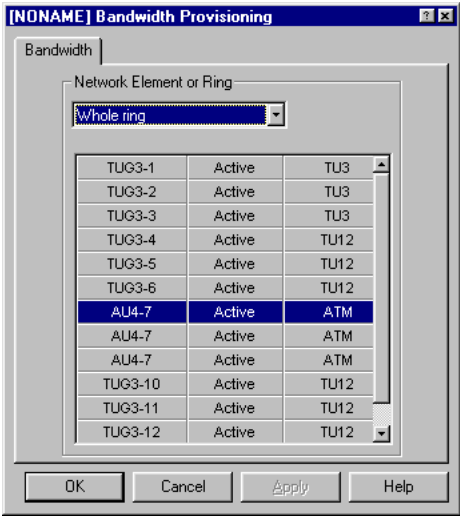 [NONAME] Bandwidth Provisioning
Bandwidth
Network Element or Ring
Whole ring
TUG3-1 Active TU3
TUG3-2 Active TU3
TUG3-3 Active TU3
TUG3-4 Active TU12
TUG3-5 Active TU12
TUG3-6 Active TU12
AU4-7 Active ATM
AU4-7 Active ATM
AU4-7 Active ATM
TUG3-10 Active TU12
TUG3-11 Active TU12
TUG3-12 Active TU12
OK Cancel Apply Help